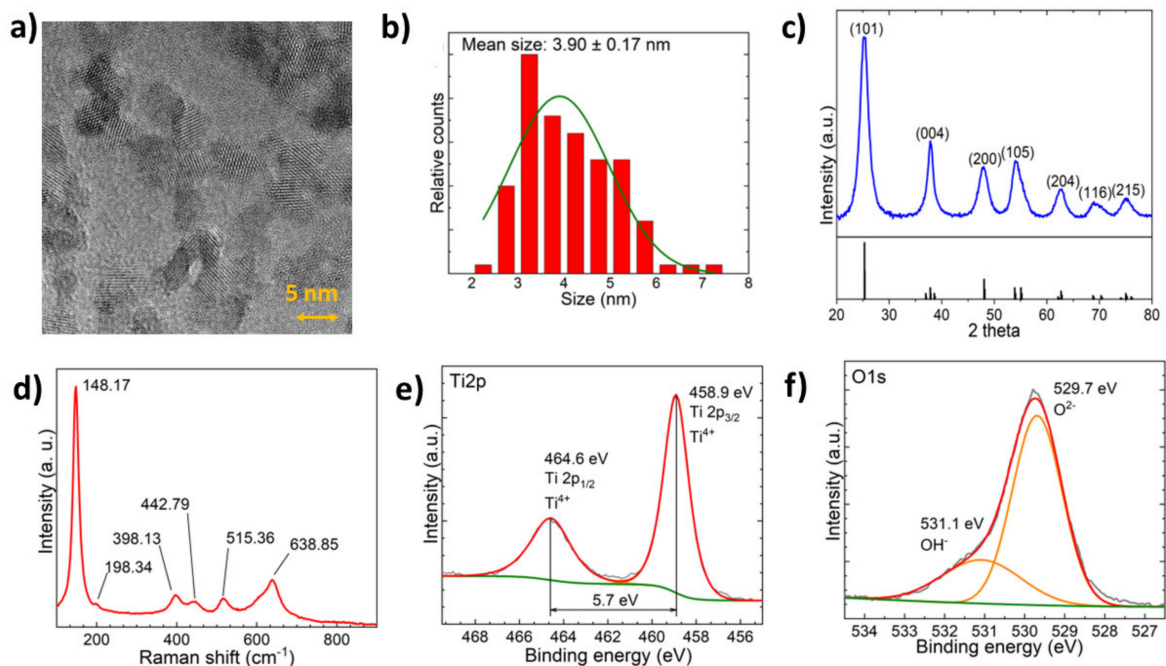 a)
5 nm
b)
Mean size: 3.90 ± 0.17 nm
Relative counts
2 3 4 5 6 7 8
Size (nm)
c)
(101)
(004)
(200)
(105)
(204)
(116)
(215)
Intensity (a.u.)
20 30 40 50 60 70 80
2 theta
d)
148.17
198.34
398.13
442.79
515.36
638.85
Intensity (a. u.)
200 400 600 800
Raman shift (cm⁻¹)
e)
Ti2p
458.9 eV
Ti 2p₃/₂
Ti⁴⁺
464.6 eV
Ti 2p₁/₂
Ti⁴⁺
5.7 eV
Intensity (a.u.)
468 466 464 462 460 458 456
Binding energy (eV)
f)
O1s
529.7 eV
O²⁻
531.1 eV
OH⁻
Intensity (a.u.)
534 533 532 531 530 529 528 527
Binding energy (eV)